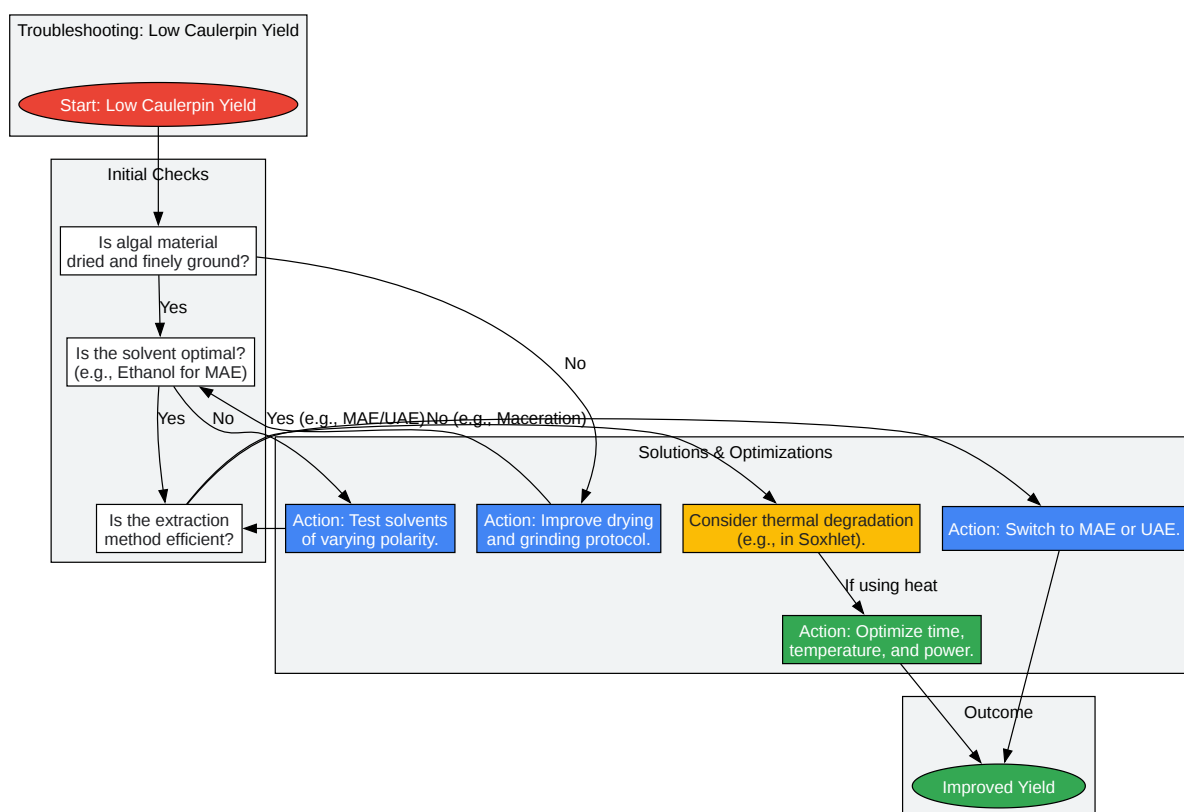 Troubleshooting: Low Caulerpin Yield
Start: Low Caulerpin Yield
Initial Checks
Is algal material
dried and finely ground?
Yes
No
Is the solvent optimal?
(e.g., Ethanol for MAE)
Yes
No
Yes (e.g., MAE/UAE)
No (e.g., Maceration)
Solutions & Optimizations
Is the extraction
method efficient?
Action: Test solvents
of varying polarity.
Action: Improve drying
and grinding protocol.
Consider thermal degradation
(e.g., in Soxhlet).
Action: Switch to MAE or UAE.
If using heat
Action: Optimize time,
temperature, and power.
Outcome
Improved Yield